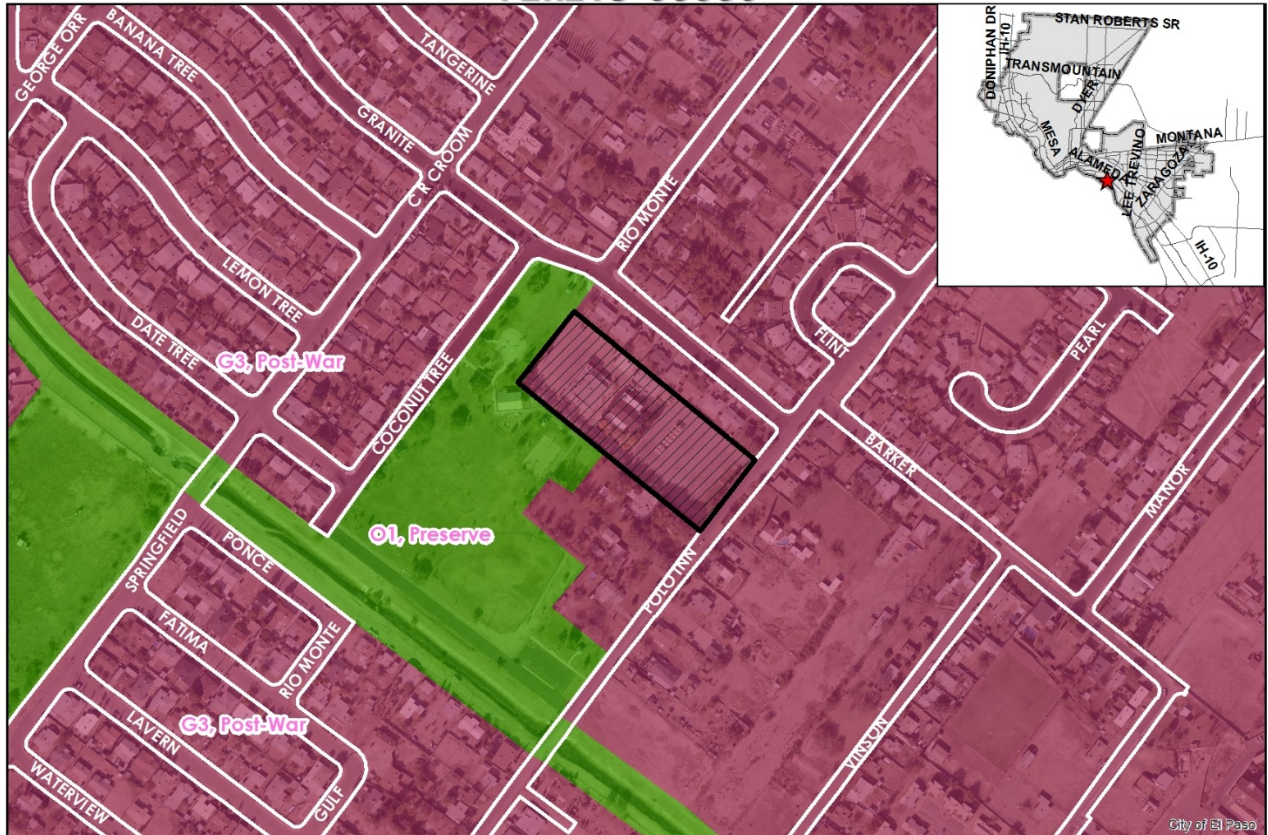 GEORGE ORR
BANANA TREE
TANGERINE
GRANITE
C R CROOM
RIO MONTE
LEMON TREE
DATE TREE
G3, Post-War
COCONUT TREE
FLINT
PEARL
BARKER
MANOR
O1, Preserve
SPRINGFIELD
PONCE
POLO INN
FATIMA
RIO MONTE
G3, Post-War
LAVERN
VINSON
WATERVIEW
GULF
City of El Paso
DONIPHAN DR
IH-10
STAN ROBERTS SR
TRANSMOUNTAIN
DYER
MESA
MONTANA
ALAMEDA
LEE TREVINO
ZARAGOZA
IH-10